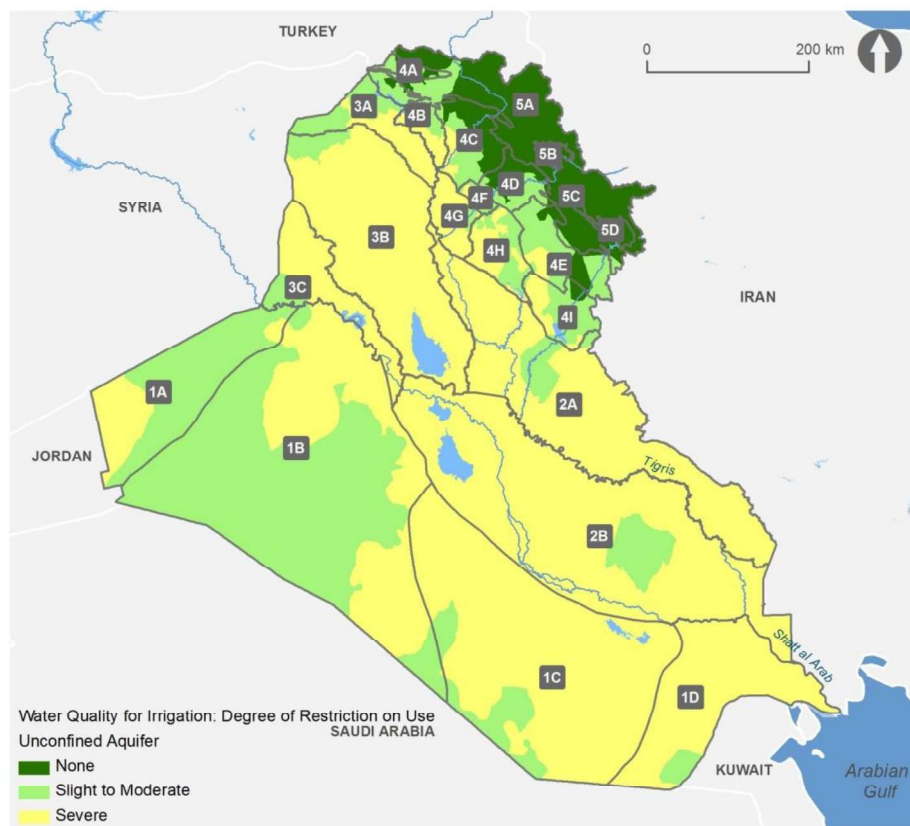 TURKEY
0 200 km
4A
5A
3A
4B
4C
5B
4D
5C
4F
4G
5D
SYRIA
3B
4H
4E
3C
IRAN
4I
1A
2A
1B
JORDAN
Tigris
2B
Shatt al Arab
1C
1D
Water Quality for Irrigation: Degree of Restriction on Use
SAUDI ARABIA
Unconfined Aquifer
None
KUWAIT
Arabian
Gulf
Slight to Moderate
Severe